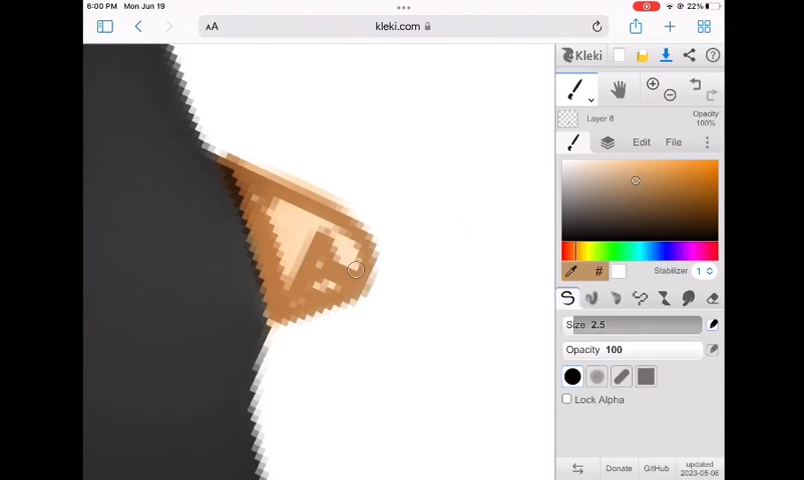 6:00 PM Mon Jun 19
22%
AA
kleki.com
Kleki
Layer 8
Opacity
100%
Edit
File
#
Stabilizer 1
Size 2.5
Opacity 100
Lock Alpha
Donate
GitHub
updated
2023-05-06